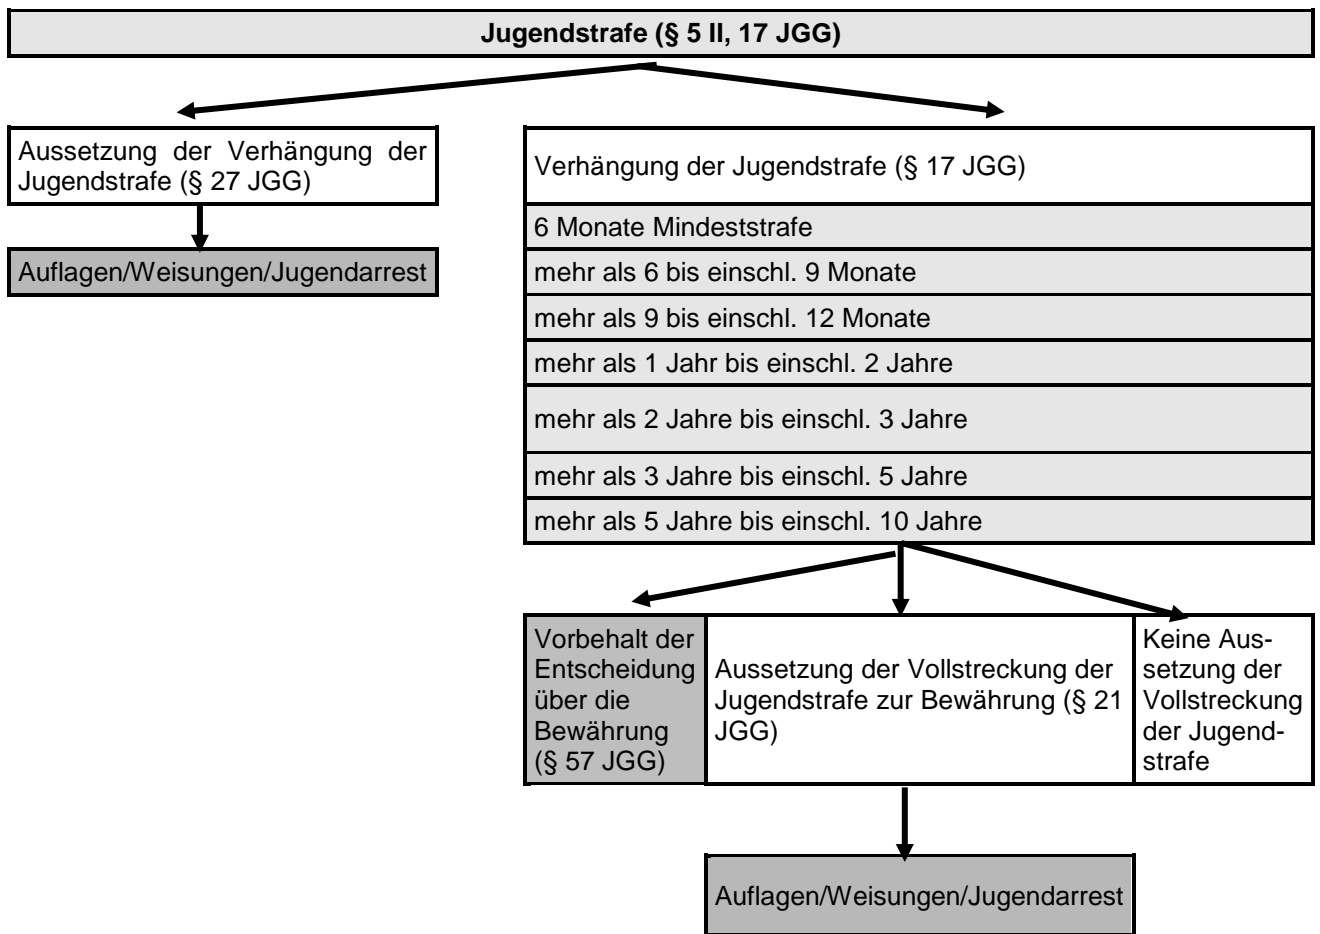 Jugendstrafe (§ 5 II, 17 JGG)
Aussetzung der Verhängung der
Jugendstrafe (§ 27 JGG)
Auflagen/Weisungen/Jugendarrest
Verhängung der Jugendstrafe (§ 17 JGG)
6 Monate Mindeststrafe
mehr als 6 bis einschl. 9 Monate
mehr als 9 bis einschl. 12 Monate
mehr als 1 Jahr bis einschl. 2 Jahre
mehr als 2 Jahre bis einschl. 3 Jahre
mehr als 3 Jahre bis einschl. 5 Jahre
mehr als 5 Jahre bis einschl. 10 Jahre
Vorbehalt der
Entscheidung
über die
Bewährung
(§ 57 JGG)
Aussetzung der Vollstreckung der
Jugendstrafe zur Bewährung (§ 21
JGG)
Keine Aus-
setzung der
Vollstreckung
der Jugend-
strafe
Auflagen/Weisungen/Jugendarrest